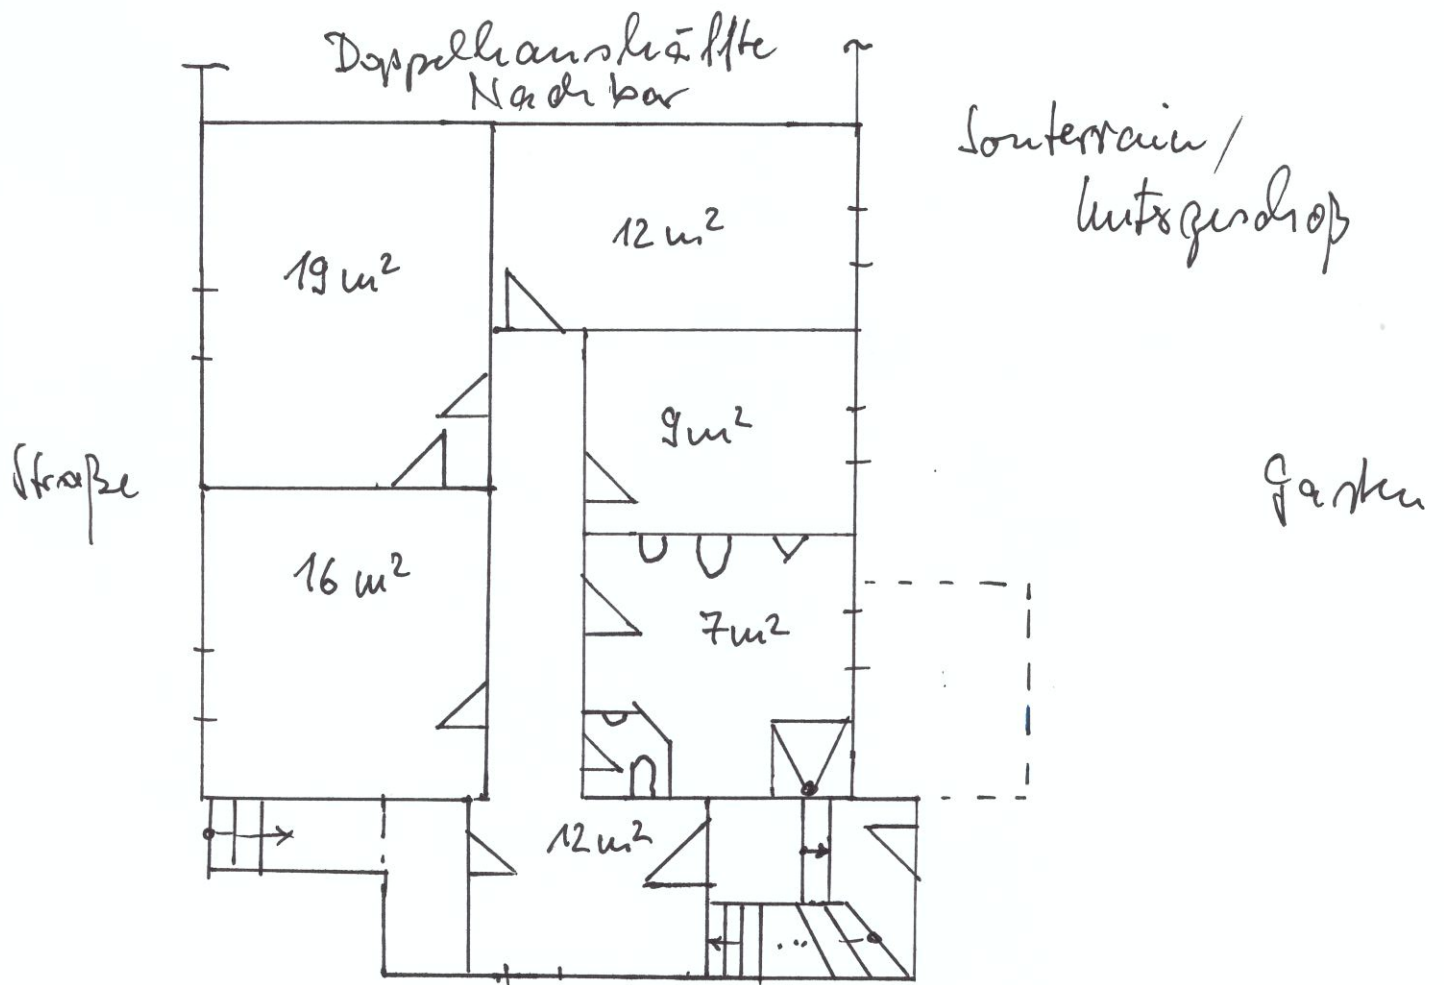 Doppelhaushälfte
Nachbar
Souterrain /
Untergeschoß
12 m²
19 m²
9 m²
Straße
Garten
16 m²
7 m²
12 m²